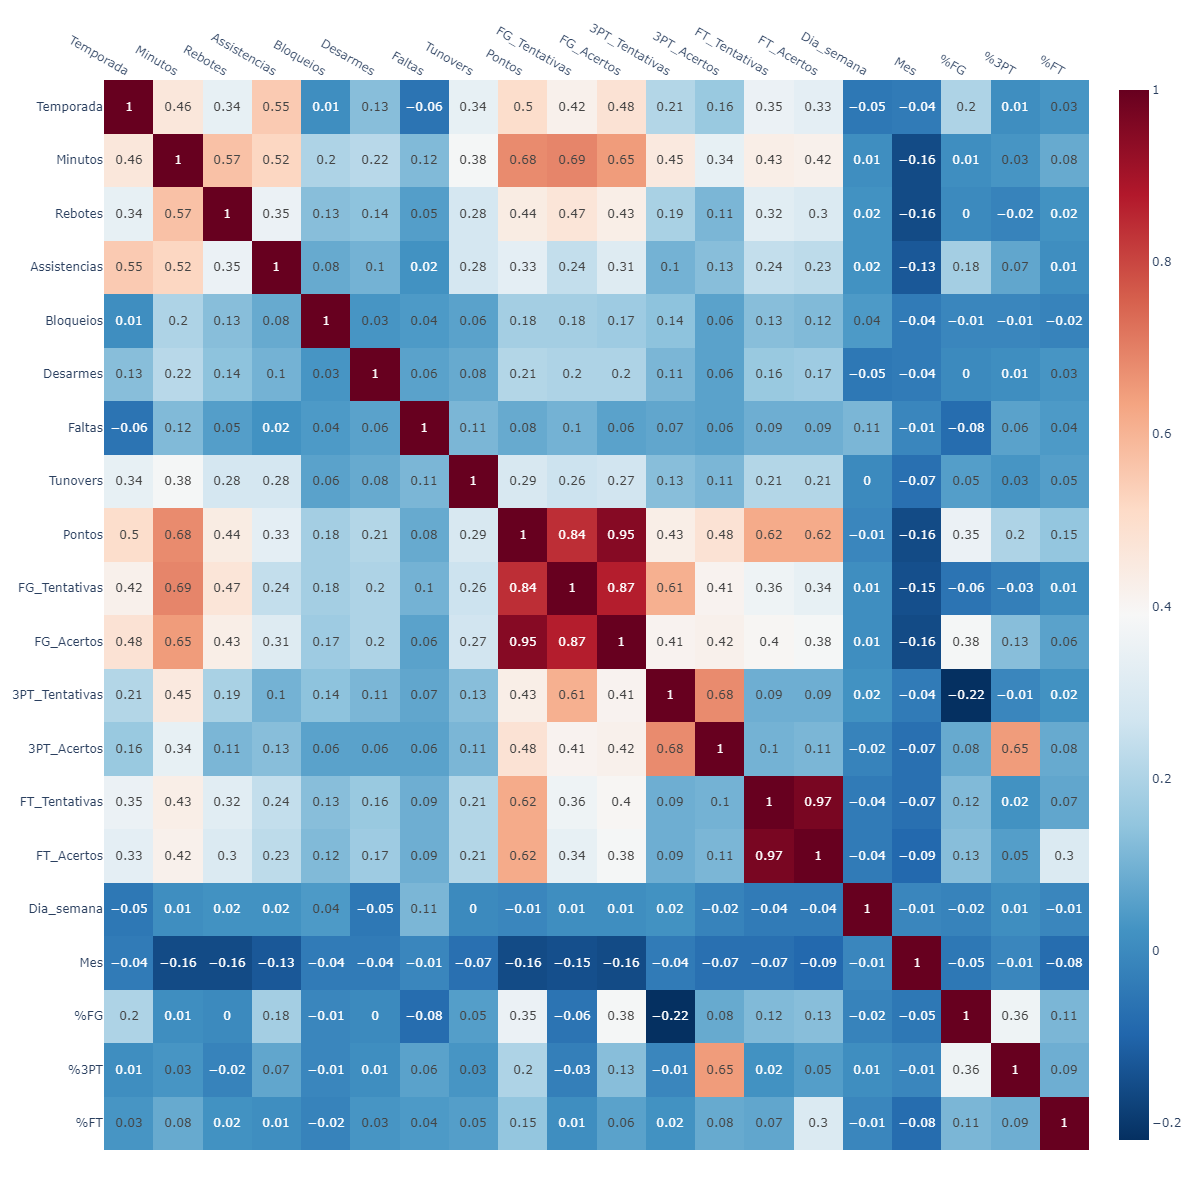 Temporada Minutos Rebotes Assistencias Bloqueios Desarmes Faltas Tunovers Pontos FG_Tentativas FG_Acertos 3PT_Tentativas 3PT_Acertos FT_Tentativas FT_Acertos Dia_semana Mes %FG %3PT %FT
Temporada 1 0.46 0.34 0.55 0.01 0.13 −0.06 0.34 0.5 0.42 0.48 0.21 0.16 0.35 0.33 −0.05 −0.04 0.2 0.01 0.03
Minutos 0.46 1 0.57 0.52 0.2 0.22 0.12 0.38 0.68 0.69 0.65 0.45 0.34 0.43 0.42 0.01 −0.16 0.01 0.03 0.08
Rebotes 0.34 0.57 1 0.35 0.13 0.14 0.05 0.28 0.44 0.47 0.43 0.19 0.11 0.32 0.3 0.02 −0.16 0 −0.02 0.02
Assistencias 0.55 0.52 0.35 1 0.08 0.1 0.02 0.28 0.33 0.24 0.31 0.1 0.13 0.24 0.23 0.02 −0.13 0.18 0.07 0.01
Bloqueios 0.01 0.2 0.13 0.08 1 0.03 0.04 0.06 0.18 0.18 0.17 0.14 0.06 0.13 0.12 0.04 −0.04 −0.01 −0.01 −0.02
Desarmes 0.13 0.22 0.14 0.1 0.03 1 0.06 0.08 0.21 0.2 0.2 0.11 0.06 0.16 0.17 −0.05 −0.04 0 0.01 0.03
Faltas −0.06 0.12 0.05 0.02 0.04 0.06 1 0.11 0.08 0.1 0.06 0.07 0.06 0.09 0.09 0.11 −0.01 −0.08 0.06 0.04
Tunovers 0.34 0.38 0.28 0.28 0.06 0.08 0.11 1 0.29 0.26 0.27 0.13 0.11 0.21 0.21 0 −0.07 0.05 0.03 0.05
Pontos 0.5 0.68 0.44 0.33 0.18 0.21 0.08 0.29 1 0.84 0.95 0.43 0.48 0.62 0.62 −0.01 −0.16 0.35 0.2 0.15
FG_Tentativas 0.42 0.69 0.47 0.24 0.18 0.2 0.1 0.26 0.84 1 0.87 0.61 0.41 0.36 0.34 0.01 −0.15 −0.06 −0.03 0.01
FG_Acertos 0.48 0.65 0.43 0.31 0.17 0.2 0.06 0.27 0.95 0.87 1 0.41 0.42 0.4 0.38 0.01 −0.16 0.38 0.13 0.06
3PT_Tentativas 0.21 0.45 0.19 0.1 0.14 0.11 0.07 0.13 0.43 0.61 0.41 1 0.68 0.09 0.09 0.02 −0.04 −0.22 −0.01 0.02
3PT_Acertos 0.16 0.34 0.11 0.13 0.06 0.06 0.06 0.11 0.48 0.41 0.42 0.68 1 0.1 0.11 −0.02 −0.07 0.08 0.65 0.08
FT_Tentativas 0.35 0.43 0.32 0.24 0.13 0.16 0.09 0.21 0.62 0.36 0.4 0.09 0.1 1 0.97 −0.04 −0.07 0.12 0.02 0.07
FT_Acertos 0.33 0.42 0.3 0.23 0.12 0.17 0.09 0.21 0.62 0.34 0.38 0.09 0.11 0.97 1 −0.04 −0.09 0.13 0.05 0.3
Dia_semana −0.05 0.01 0.02 0.02 0.04 −0.05 0.11 0 −0.01 0.01 0.01 0.02 −0.02 −0.04 −0.04 1 −0.01 −0.02 0.01 −0.01
Mes −0.04 −0.16 −0.16 −0.13 −0.04 −0.04 −0.01 −0.07 −0.16 −0.15 −0.16 −0.04 −0.07 −0.07 −0.09 −0.01 1 −0.05 −0.01 −0.08
%FG 0.2 0.01 0 0.18 −0.01 0 −0.08 0.05 0.35 −0.06 0.38 −0.22 0.08 0.12 0.13 −0.02 −0.05 1 0.36 0.11
%3PT 0.01 0.03 −0.02 0.07 −0.01 0.01 0.06 0.03 0.2 −0.03 0.13 −0.01 0.65 0.02 0.05 0.01 −0.01 0.36 1 0.09
%FT 0.03 0.08 0.02 0.01 −0.02 0.03 0.04 0.05 0.15 0.01 0.06 0.02 0.08 0.07 0.3 −0.01 −0.08 0.11 0.09 1
1
0.8
0.6
0.4
0.2
0
−0.2